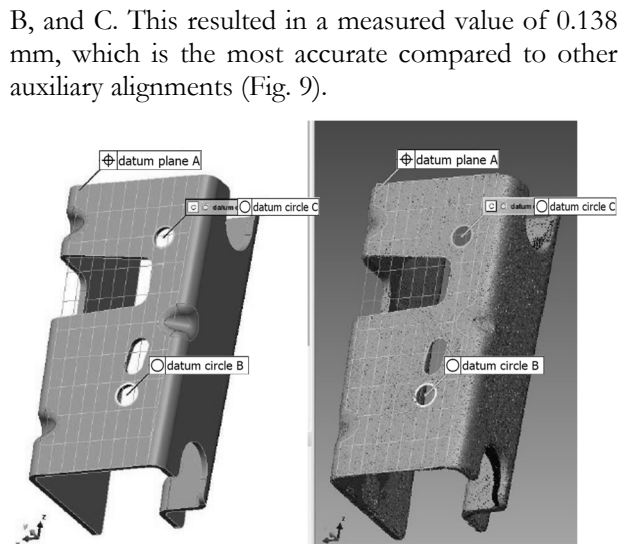 B, and C. This resulted in a measured value of 0.138
mm, which is the most accurate compared to other
auxiliary alignments (Fig. 9).
datum plane A
datum circle C
datum circle B
datum plane A
datum circle C
datum circle B
z
z